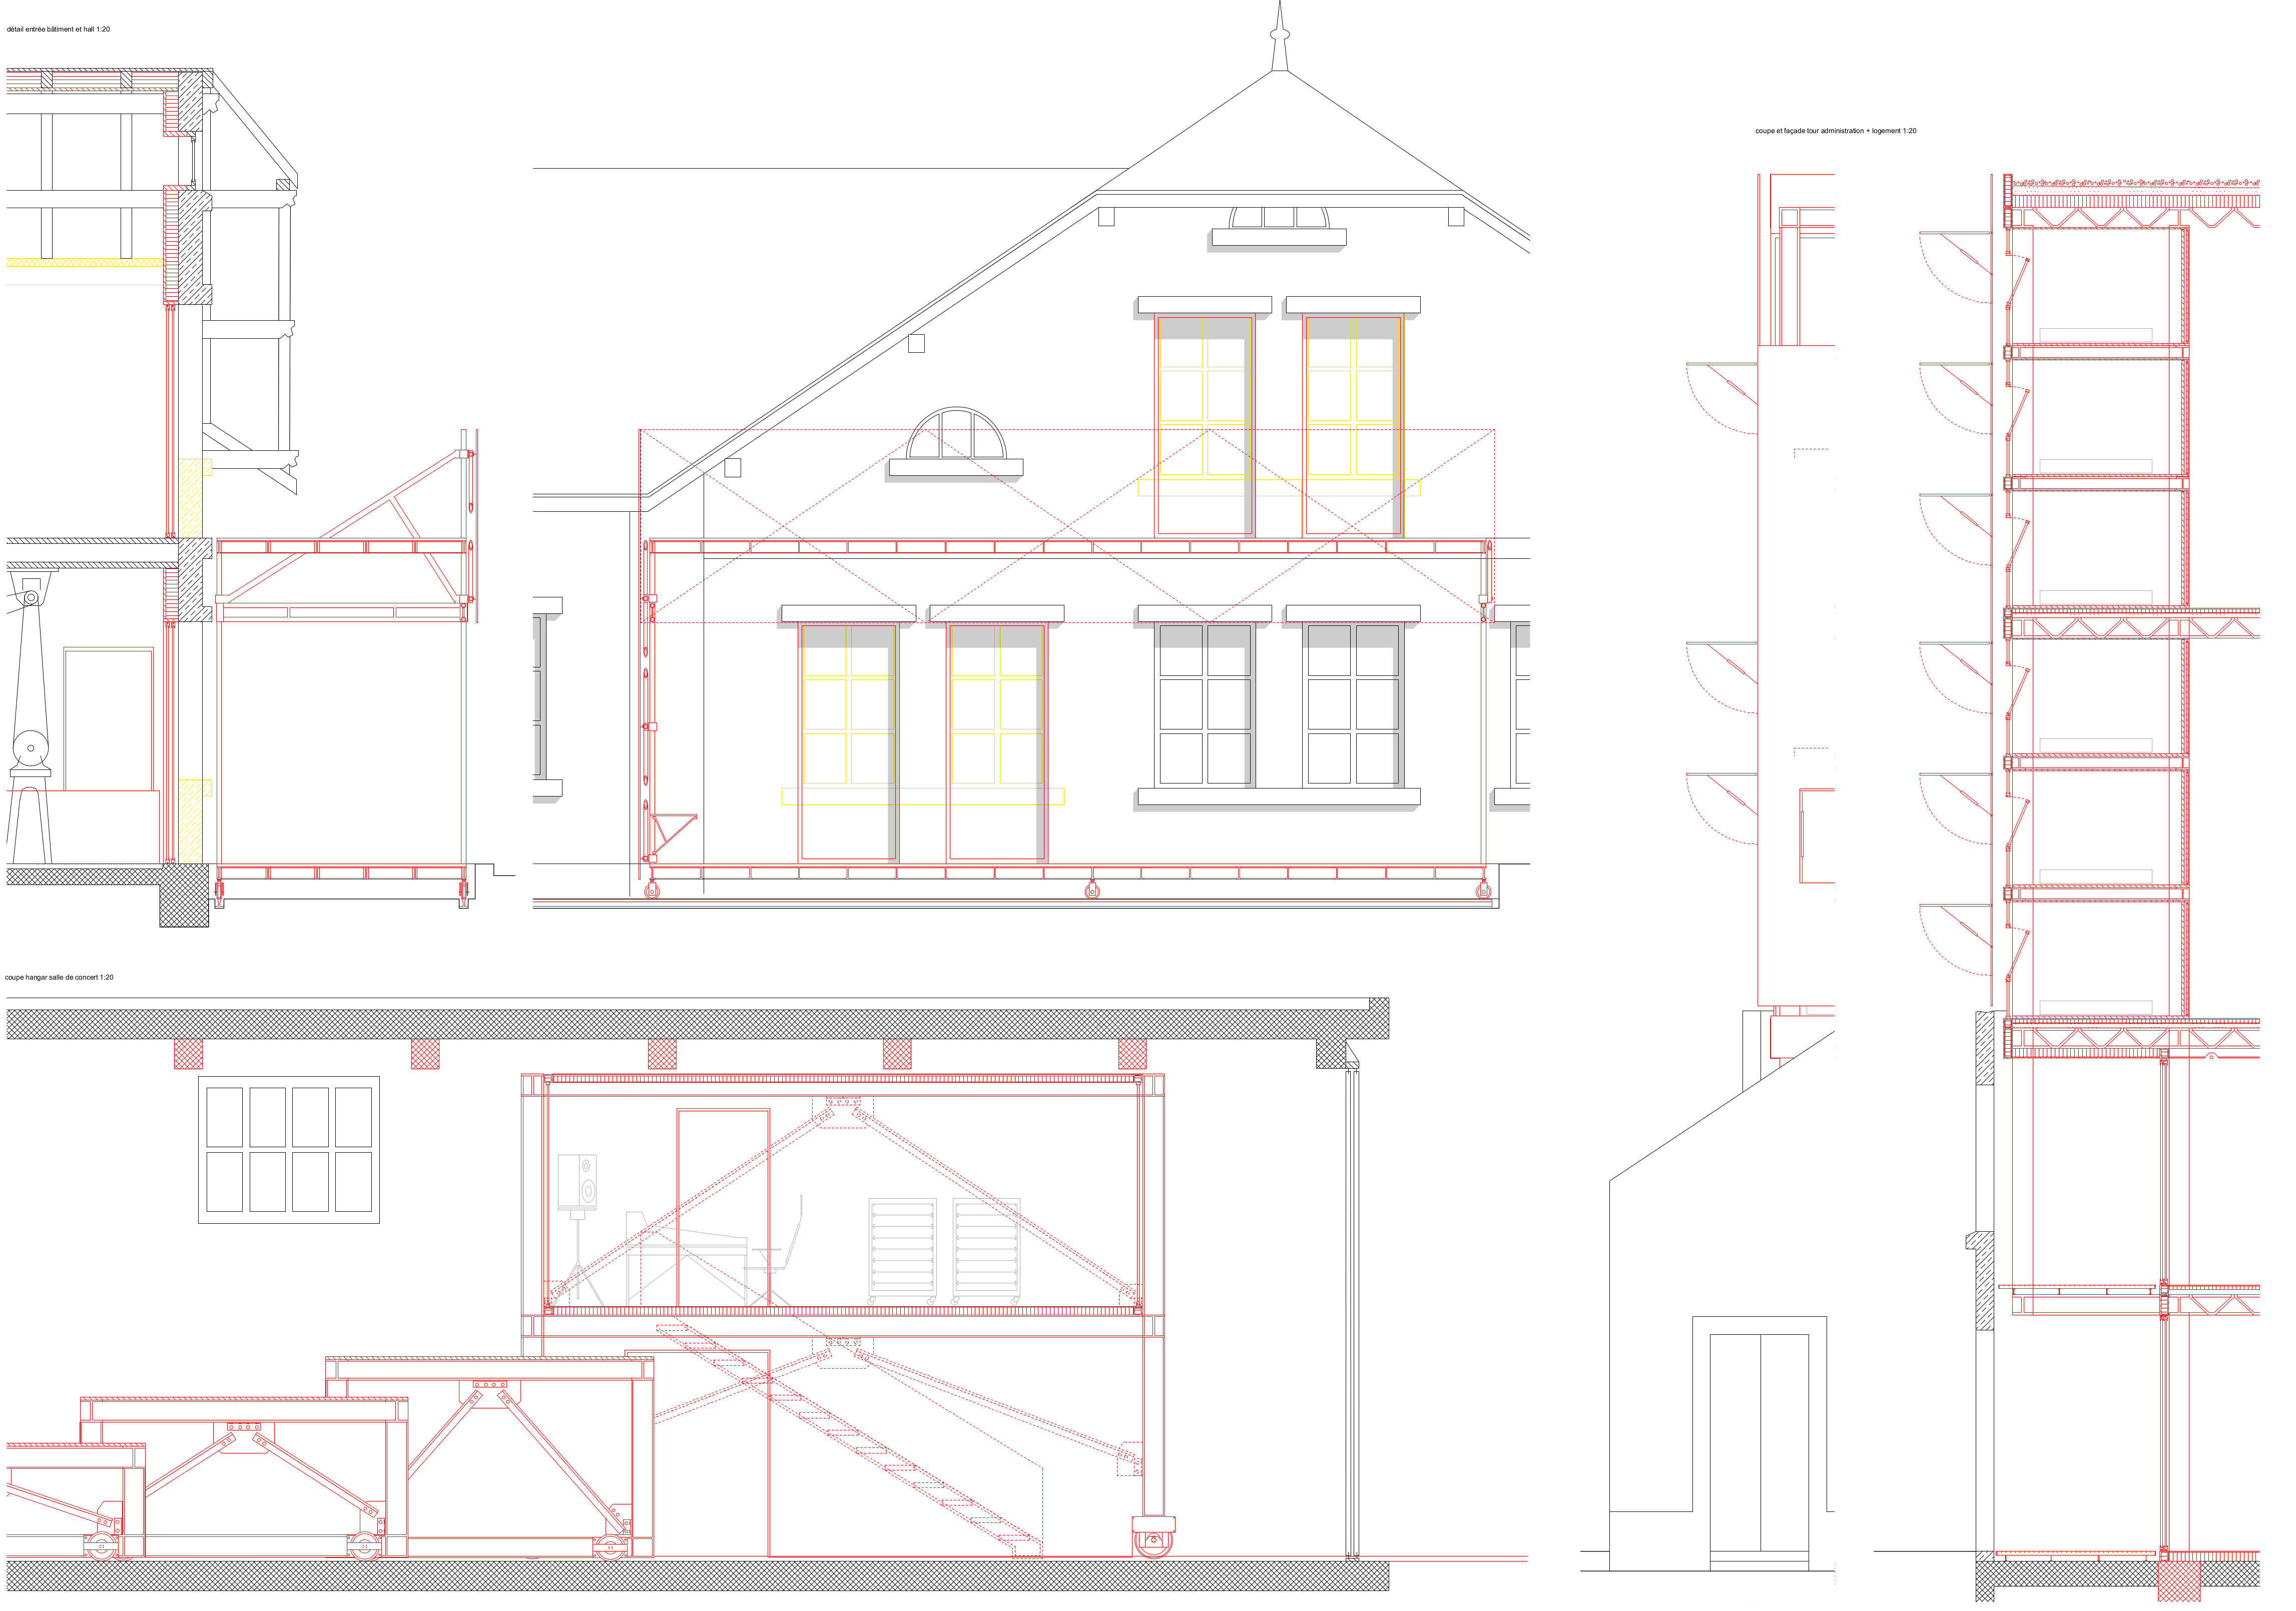 détail entrée bâtiment et hall 1:20
coupe et façade tour administration + logement 1:20
coupe hangar salle de concert 1:20